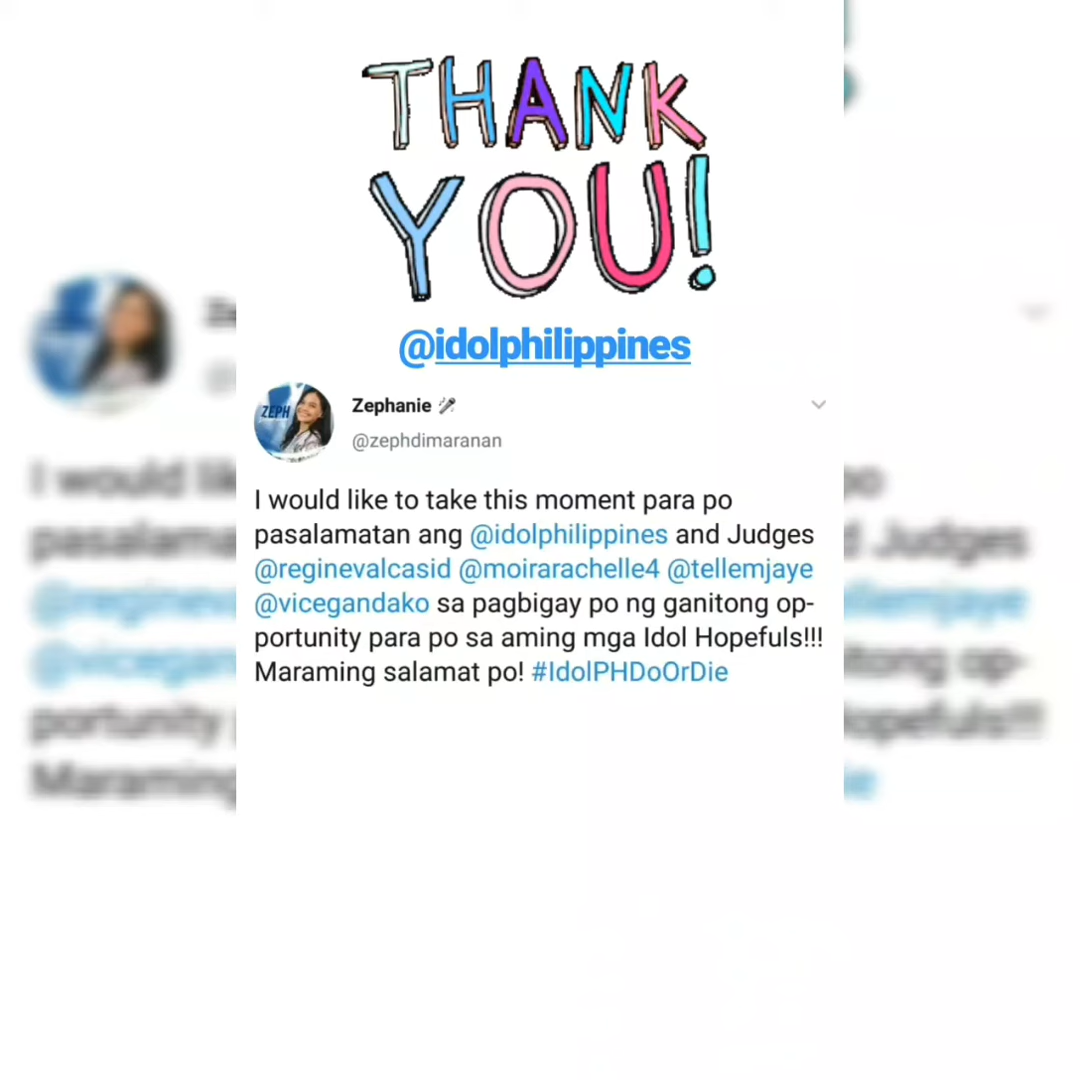 THANK
YOU!
@idolphilippines
ZEPH
Zephanie 🎤
@zephdimaranan
I would like to take this moment para po
pasalamatan ang @idolphilippines and Judges
@reginevalcasid @moirarachelle4 @tellemjaye
@vicegandako sa pagbigay po ng ganitong op-
portunity para po sa aming mga Idol Hopefuls!!!
Maraming salamat po! #IdolPHDoOrDie